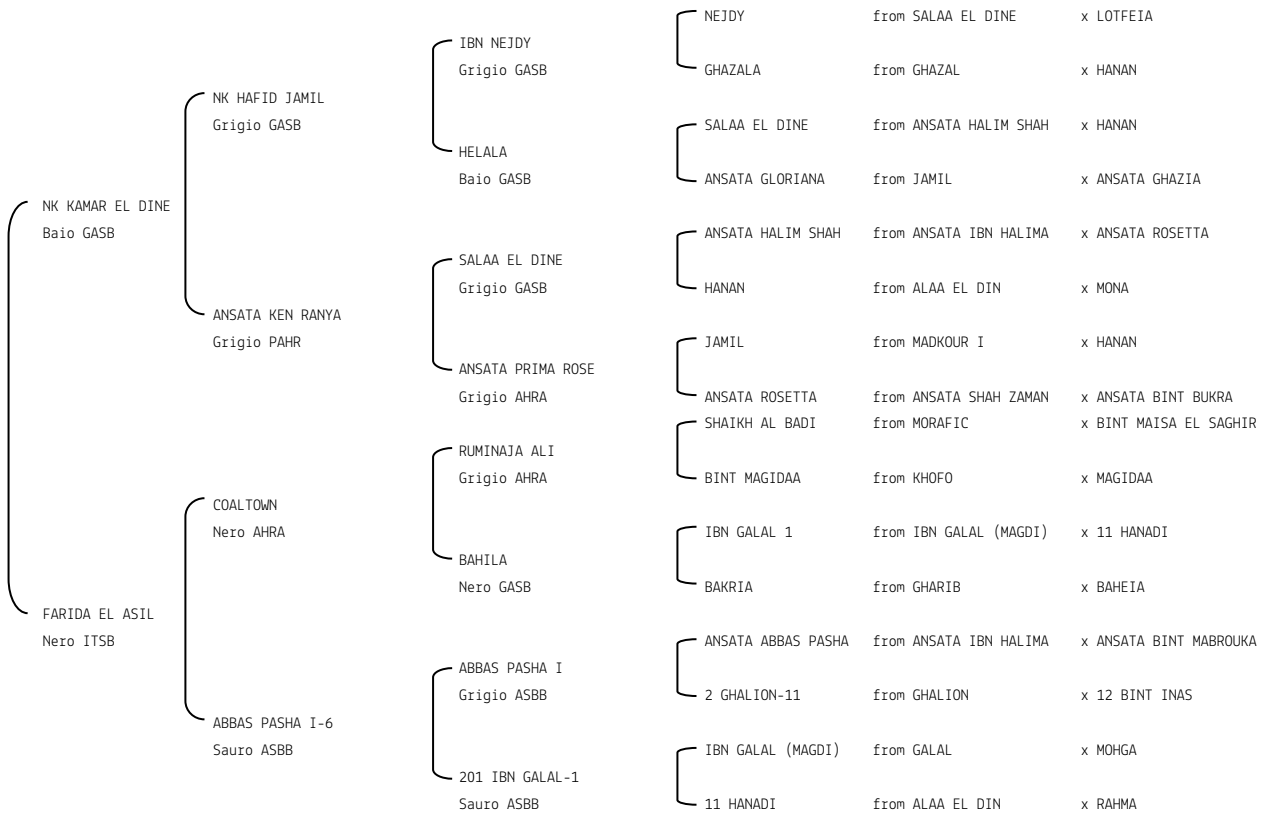 NEJDY from SALAA EL DINE x LOTFEIA
IBN NEJDY
Grigio GASB GHAZALA from GHAZAL x HANAN
NK HAFID JAMIL
Grigio GASB SALAA EL DINE from ANSATA HALIM SHAH x HANAN
HELALA
Baio GASB ANSATA GLORIANA from JAMIL x ANSATA GHAZIA
NK KAMAR EL DINE
Baio GASB ANSATA HALIM SHAH from ANSATA IBN HALIMA x ANSATA ROSETTA
SALAA EL DINE
Grigio GASB HANAN from ALAA EL DIN x MONA
ANSATA KEN RANYA
Grigio PAHR JAMIL from MADKOUR I x HANAN
ANSATA PRIMA ROSE
Grigio AHRA ANSATA ROSETTA from ANSATA SHAH ZAMAN x ANSATA BINT BUKRA
SHAIKH AL BADI from MORAFIC x BINT MAISA EL SAGHIR
RUMINAJA ALI
Grigio AHRA BINT MAGIDAA from KHOFO x MAGIDAA
COALTOWN
Nero AHRA IBN GALAL 1 from IBN GALAL (MAGDI) x 11 HANADI
BAHILA
Nero GASB BAKRIA from GHARIB x BAHEIA
FARIDA EL ASIL
Nero ITSB ANSATA ABBAS PASHA from ANSATA IBN HALIMA x ANSATA BINT MABROUKA
ABBAS PASHA I
Grigio ASBB 2 GHALION-11 from GHALION x 12 BINT INAS
ABBAS PASHA I-6
Sauro ASBB IBN GALAL (MAGDI) from GALAL x MOHGA
201 IBN GALAL-1
Sauro ASBB 11 HANADI from ALAA EL DIN x RAHMA